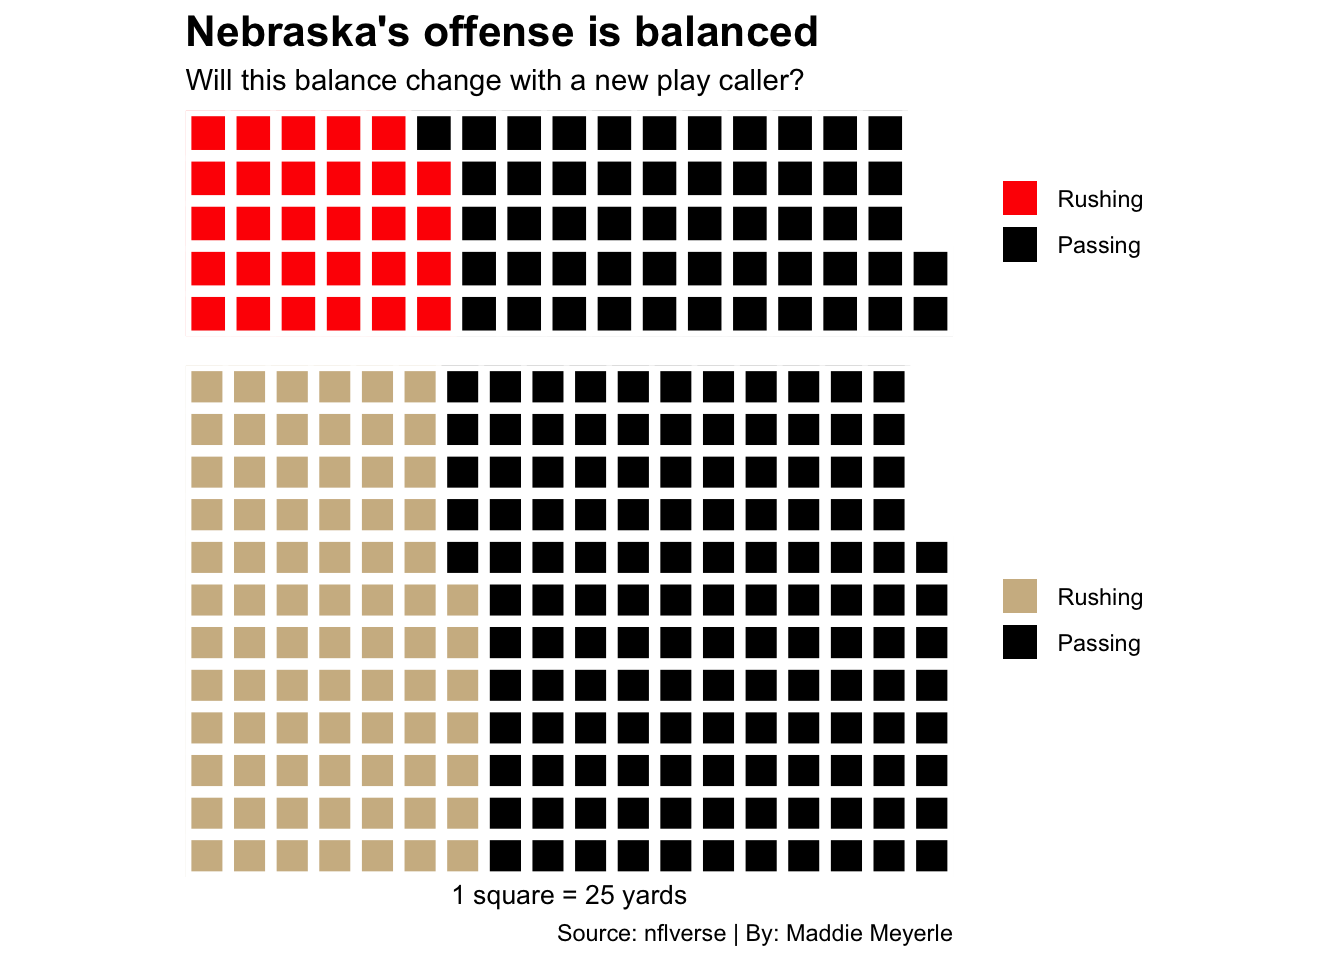 Nebraska's offense is balanced
Will this balance change with a new play caller?
Rushing
Passing
Rushing
Passing
1 square = 25 yards
Source: nflverse | By: Maddie Meyerle